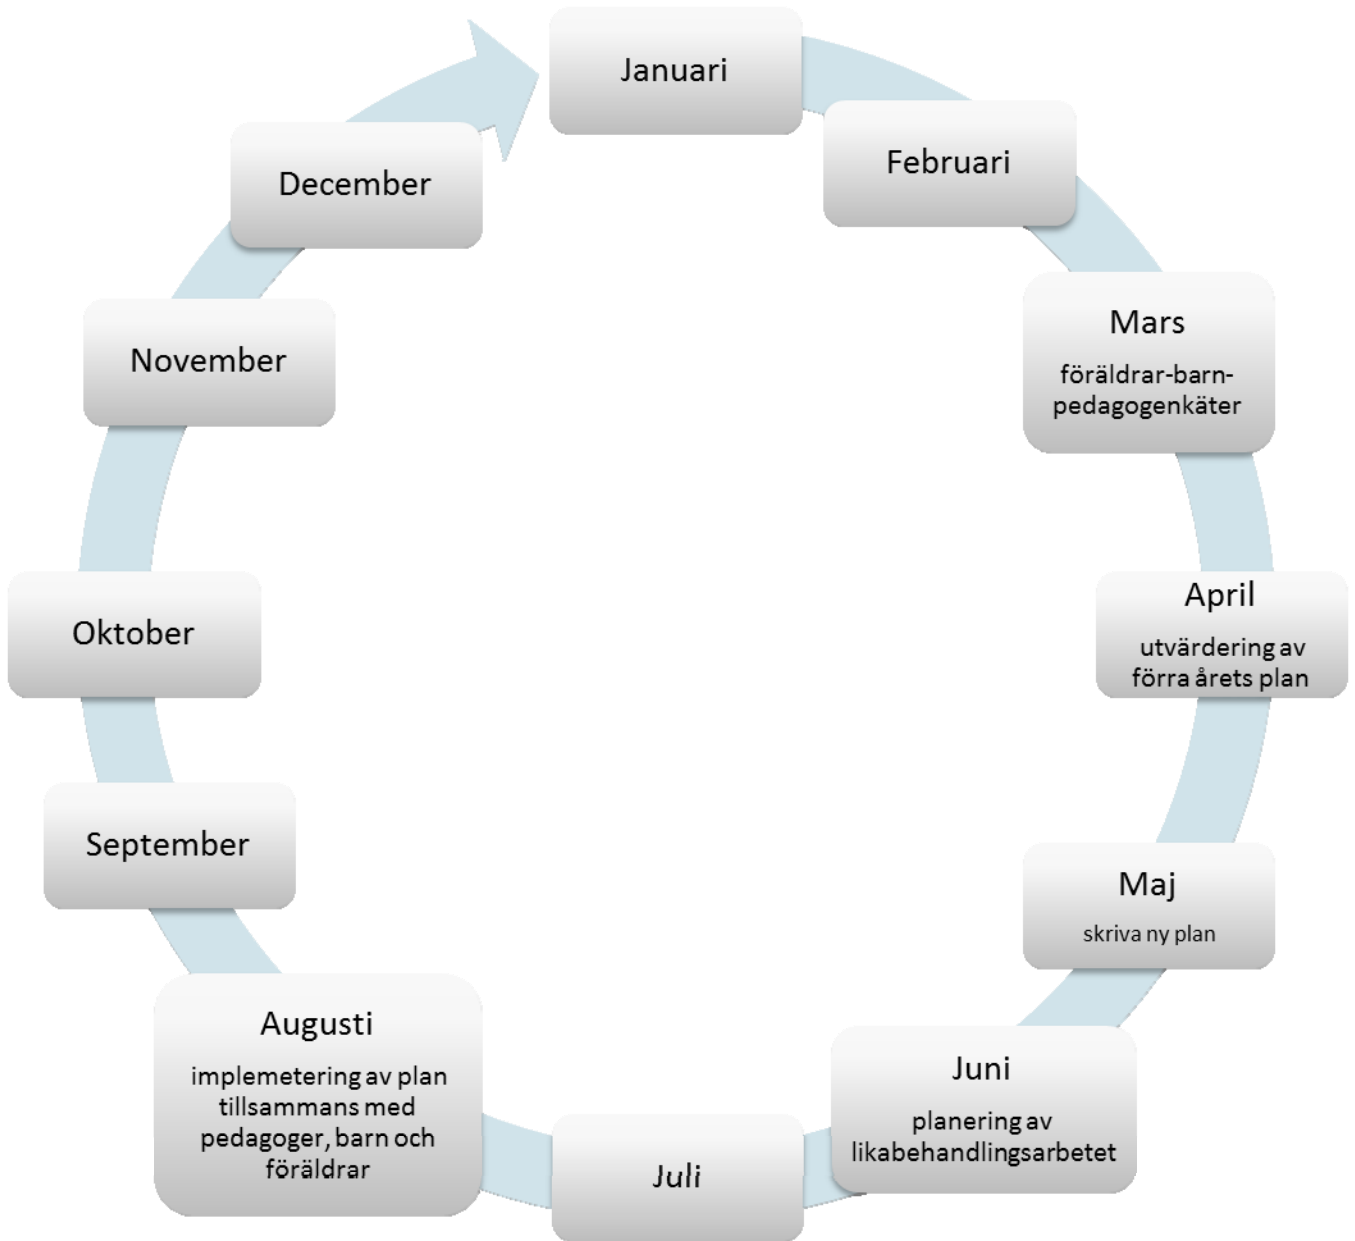 Januari
Februari
Mars
föräldrar-barn-
pedagogenkäter
April
utvärdering av
förra årets plan
Maj
skriva ny plan
Juni
planering av
likabehandlingsarbetet
Juli
Augusti
implemetering av plan
tillsammans med
pedagoger, barn och
föräldrar
September
Oktober
November
December